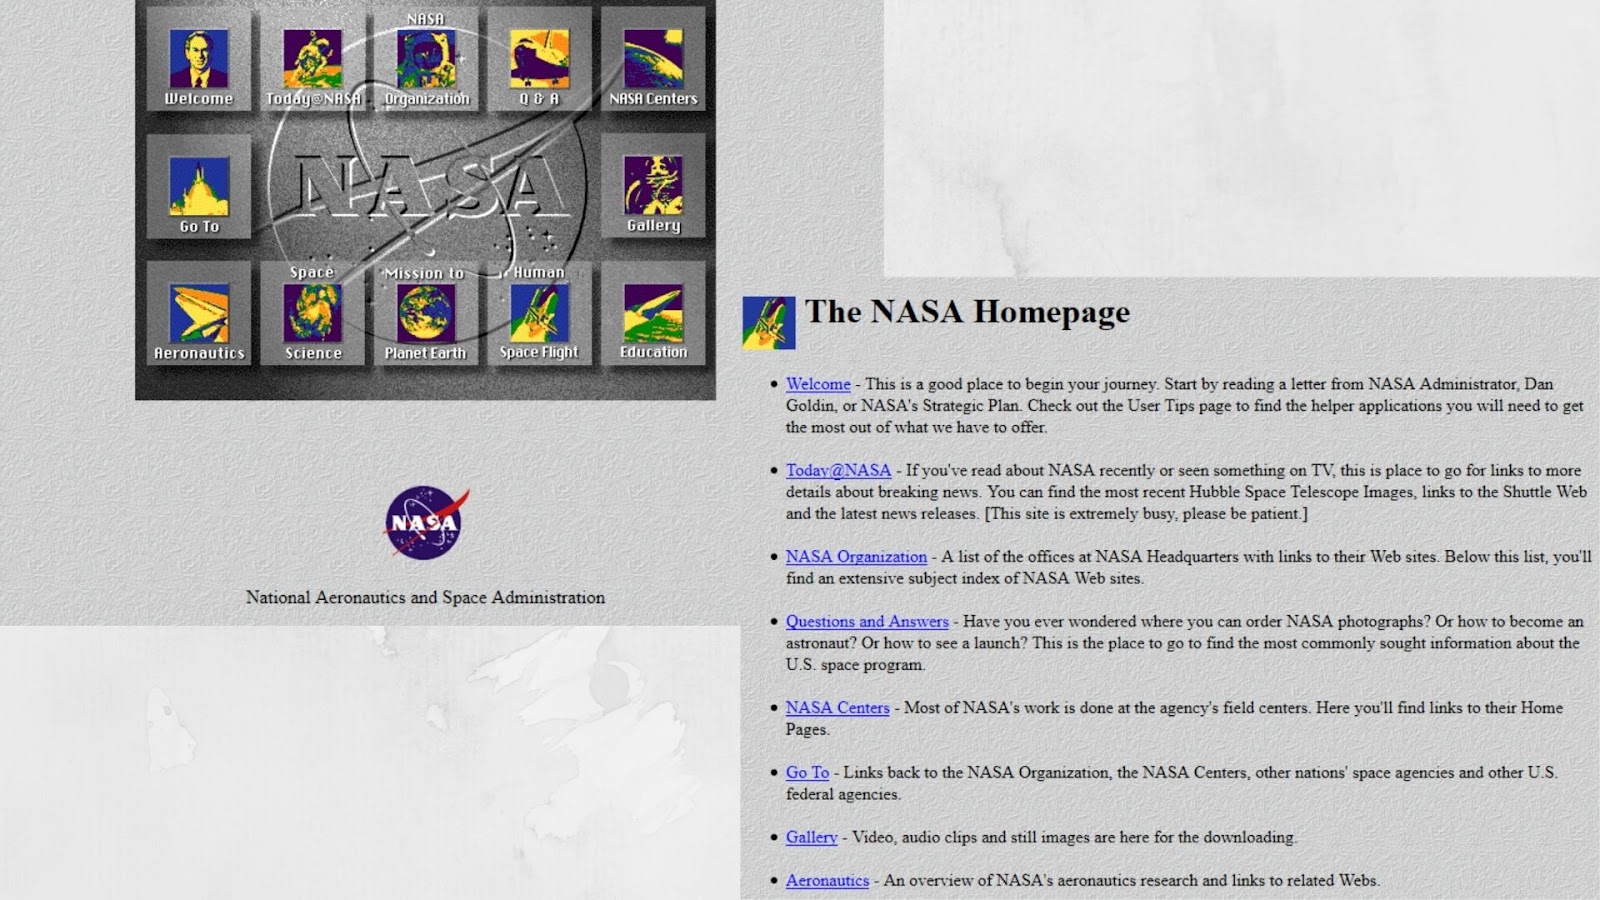 NASA
Welcome Today@NASA Organization Q & A NASA Centers
NASA
Go To Gallery
Space Mission to Human
Aeronautics Science Planet Earth Space Flight Education
NASA
National Aeronautics and Space Administration
The NASA Homepage
Welcome - This is a good place to begin your journey. Start by reading a letter from NASA Administrator, Dan
Goldin, or NASA's Strategic Plan. Check out the User Tips page to find the helper applications you will need to get
the most out of what we have to offer.
Today@NASA - If you've read about NASA recently or seen something on TV, this is place to go for links to more
details about breaking news. You can find the most recent Hubble Space Telescope Images, links to the Shuttle Web
and the latest news releases. [This site is extremely busy, please be patient.]
NASA Organization - A list of the offices at NASA Headquarters with links to their Web sites. Below this list, you'll
find an extensive subject index of NASA Web sites.
Questions and Answers - Have you ever wondered where you can order NASA photographs? Or how to become an
astronaut? Or how to see a launch? This is the place to go to find the most commonly sought information about the
U.S. space program.
NASA Centers - Most of NASA's work is done at the agency's field centers. Here you'll find links to their Home
Pages.
Go To - Links back to the NASA Organization, the NASA Centers, other nations' space agencies and other U.S.
federal agencies.
Gallery - Video, audio clips and still images are here for the downloading.
Aeronautics - An overview of NASA's aeronautics research and links to related Webs.